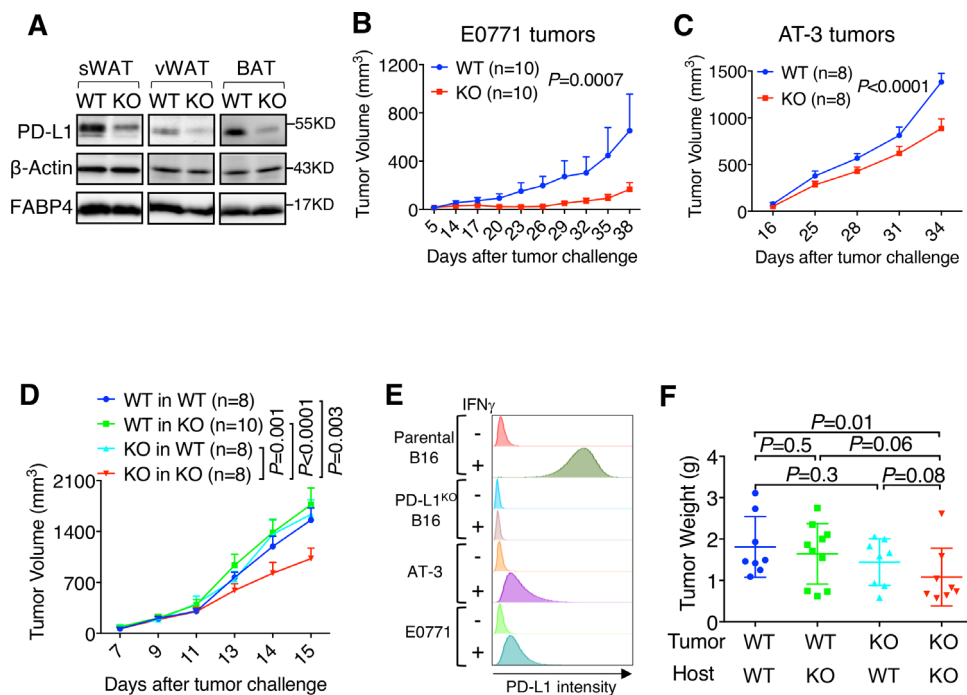 A
sWAT vWAT BAT
WT KO WT KO WT KO
PD-L1
55KD
β-Actin
43KD
FABP4
17KD
B
E0771 tumors
WT (n=10)
KO (n=10)
P=0.0007
Tumor Volume (mm³)
1200
800
400
0
5 14 17 20 23 26 29 32 35 38
Days after tumor challenge
C
AT-3 tumors
WT (n=8)
KO (n=8)
P<0.0001
Tumor Volume (mm³)
1500
1000
500
0
16 25 28 31 34
Days after tumor challenge
D
WT in WT (n=8)
WT in KO (n=10)
KO in WT (n=8)
KO in KO (n=8)
P=0.001
P<0.0001
P=0.003
Tumor Volume (mm³)
2100
1400
700
0
7 9 11 13 14 15
Days after tumor challenge
E
IFNγ
Parental
B16
-
+
PD-L1ᴷᴼ
B16
-
+
AT-3
-
+
E0771
-
+
PD-L1 intensity
F
P=0.01
P=0.5 P=0.06
P=0.3 P=0.08
Tumor Weight (g)
4
3
2
1
0
Tumor WT WT KO KO
Host WT KO WT KO